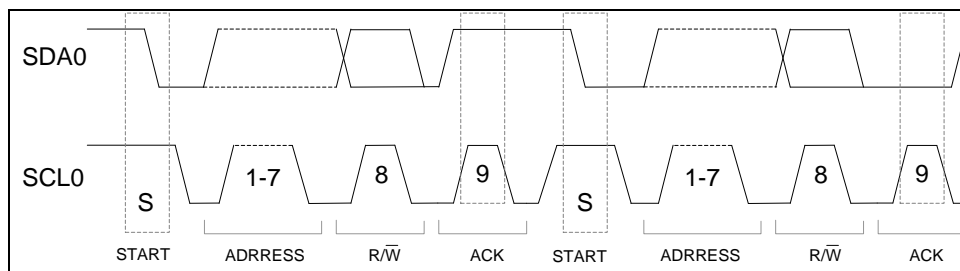 SDA0
SCL0
S 1-7 8 9 S 1-7 8 9
START ADRRESS R/W̅ ACK START ADRRESS R/W̅ ACK